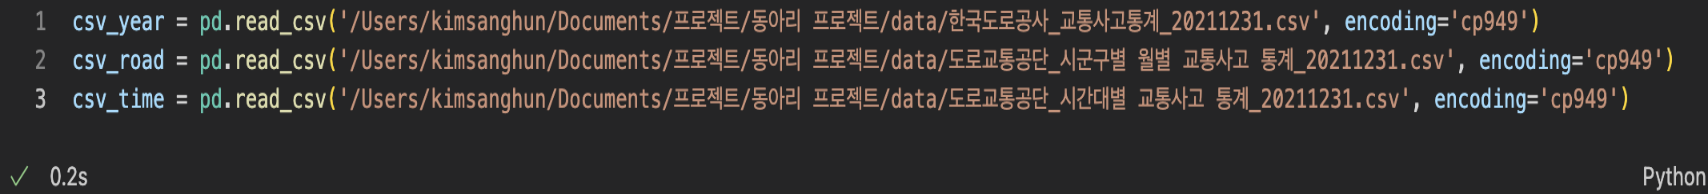 1 csv_year = pd.read_csv('/Users/kimsanghun/Documents/프로젝트/동아리 프로젝트/data/한국도로공사_교통사고통계_20211231.csv', encoding='cp949')
2 csv_road = pd.read_csv('/Users/kimsanghun/Documents/프로젝트/동아리 프로젝트/data/도로교통공단_시군구별 월별 교통사고 통계_20211231.csv', encoding='cp949')
3 csv_time = pd.read_csv('/Users/kimsanghun/Documents/프로젝트/동아리 프로젝트/data/도로교통공단_시간대별 교통사고 통계_20211231.csv', encoding='cp949')
✓ 0.2s Python